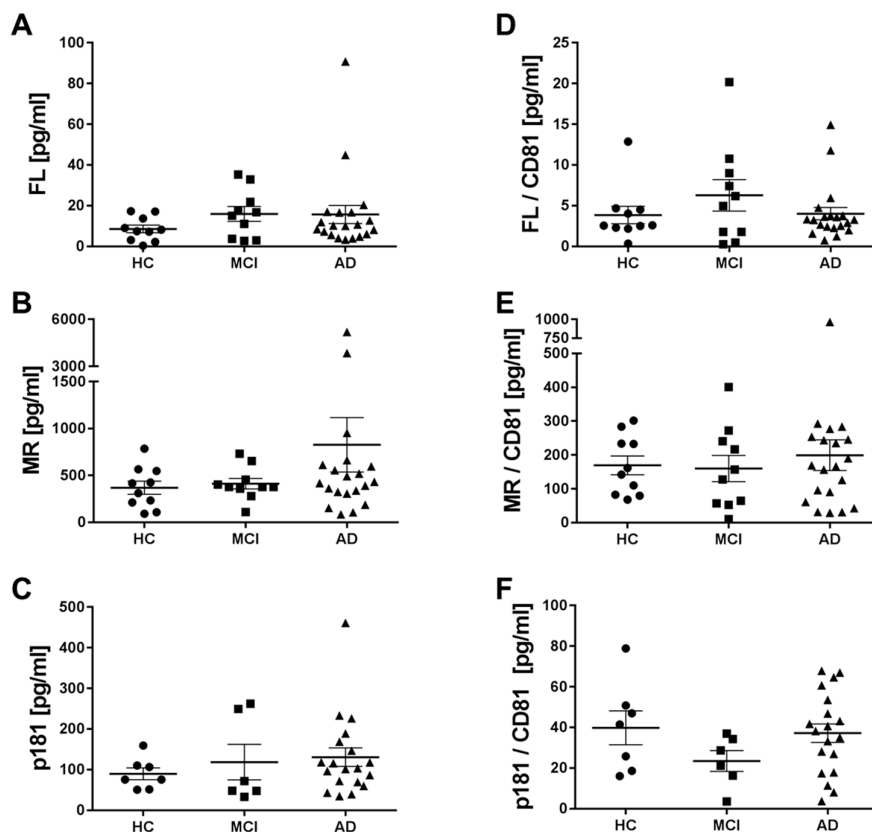 A
FL [pg/ml]
100
80
60
40
20
0
HC MCI AD
D
FL / CD81 [pg/ml]
25
20
15
10
5
0
HC MCI AD
B
MR [pg/ml]
6000
3000
1500
1000
500
0
HC MCI AD
E
MR / CD81 [pg/ml]
1000
750
500
400
300
200
100
0
HC MCI AD
C
p181 [pg/ml]
500
400
300
200
100
0
HC MCI AD
F
p181 / CD81 [pg/ml]
100
80
60
40
20
0
HC MCI AD